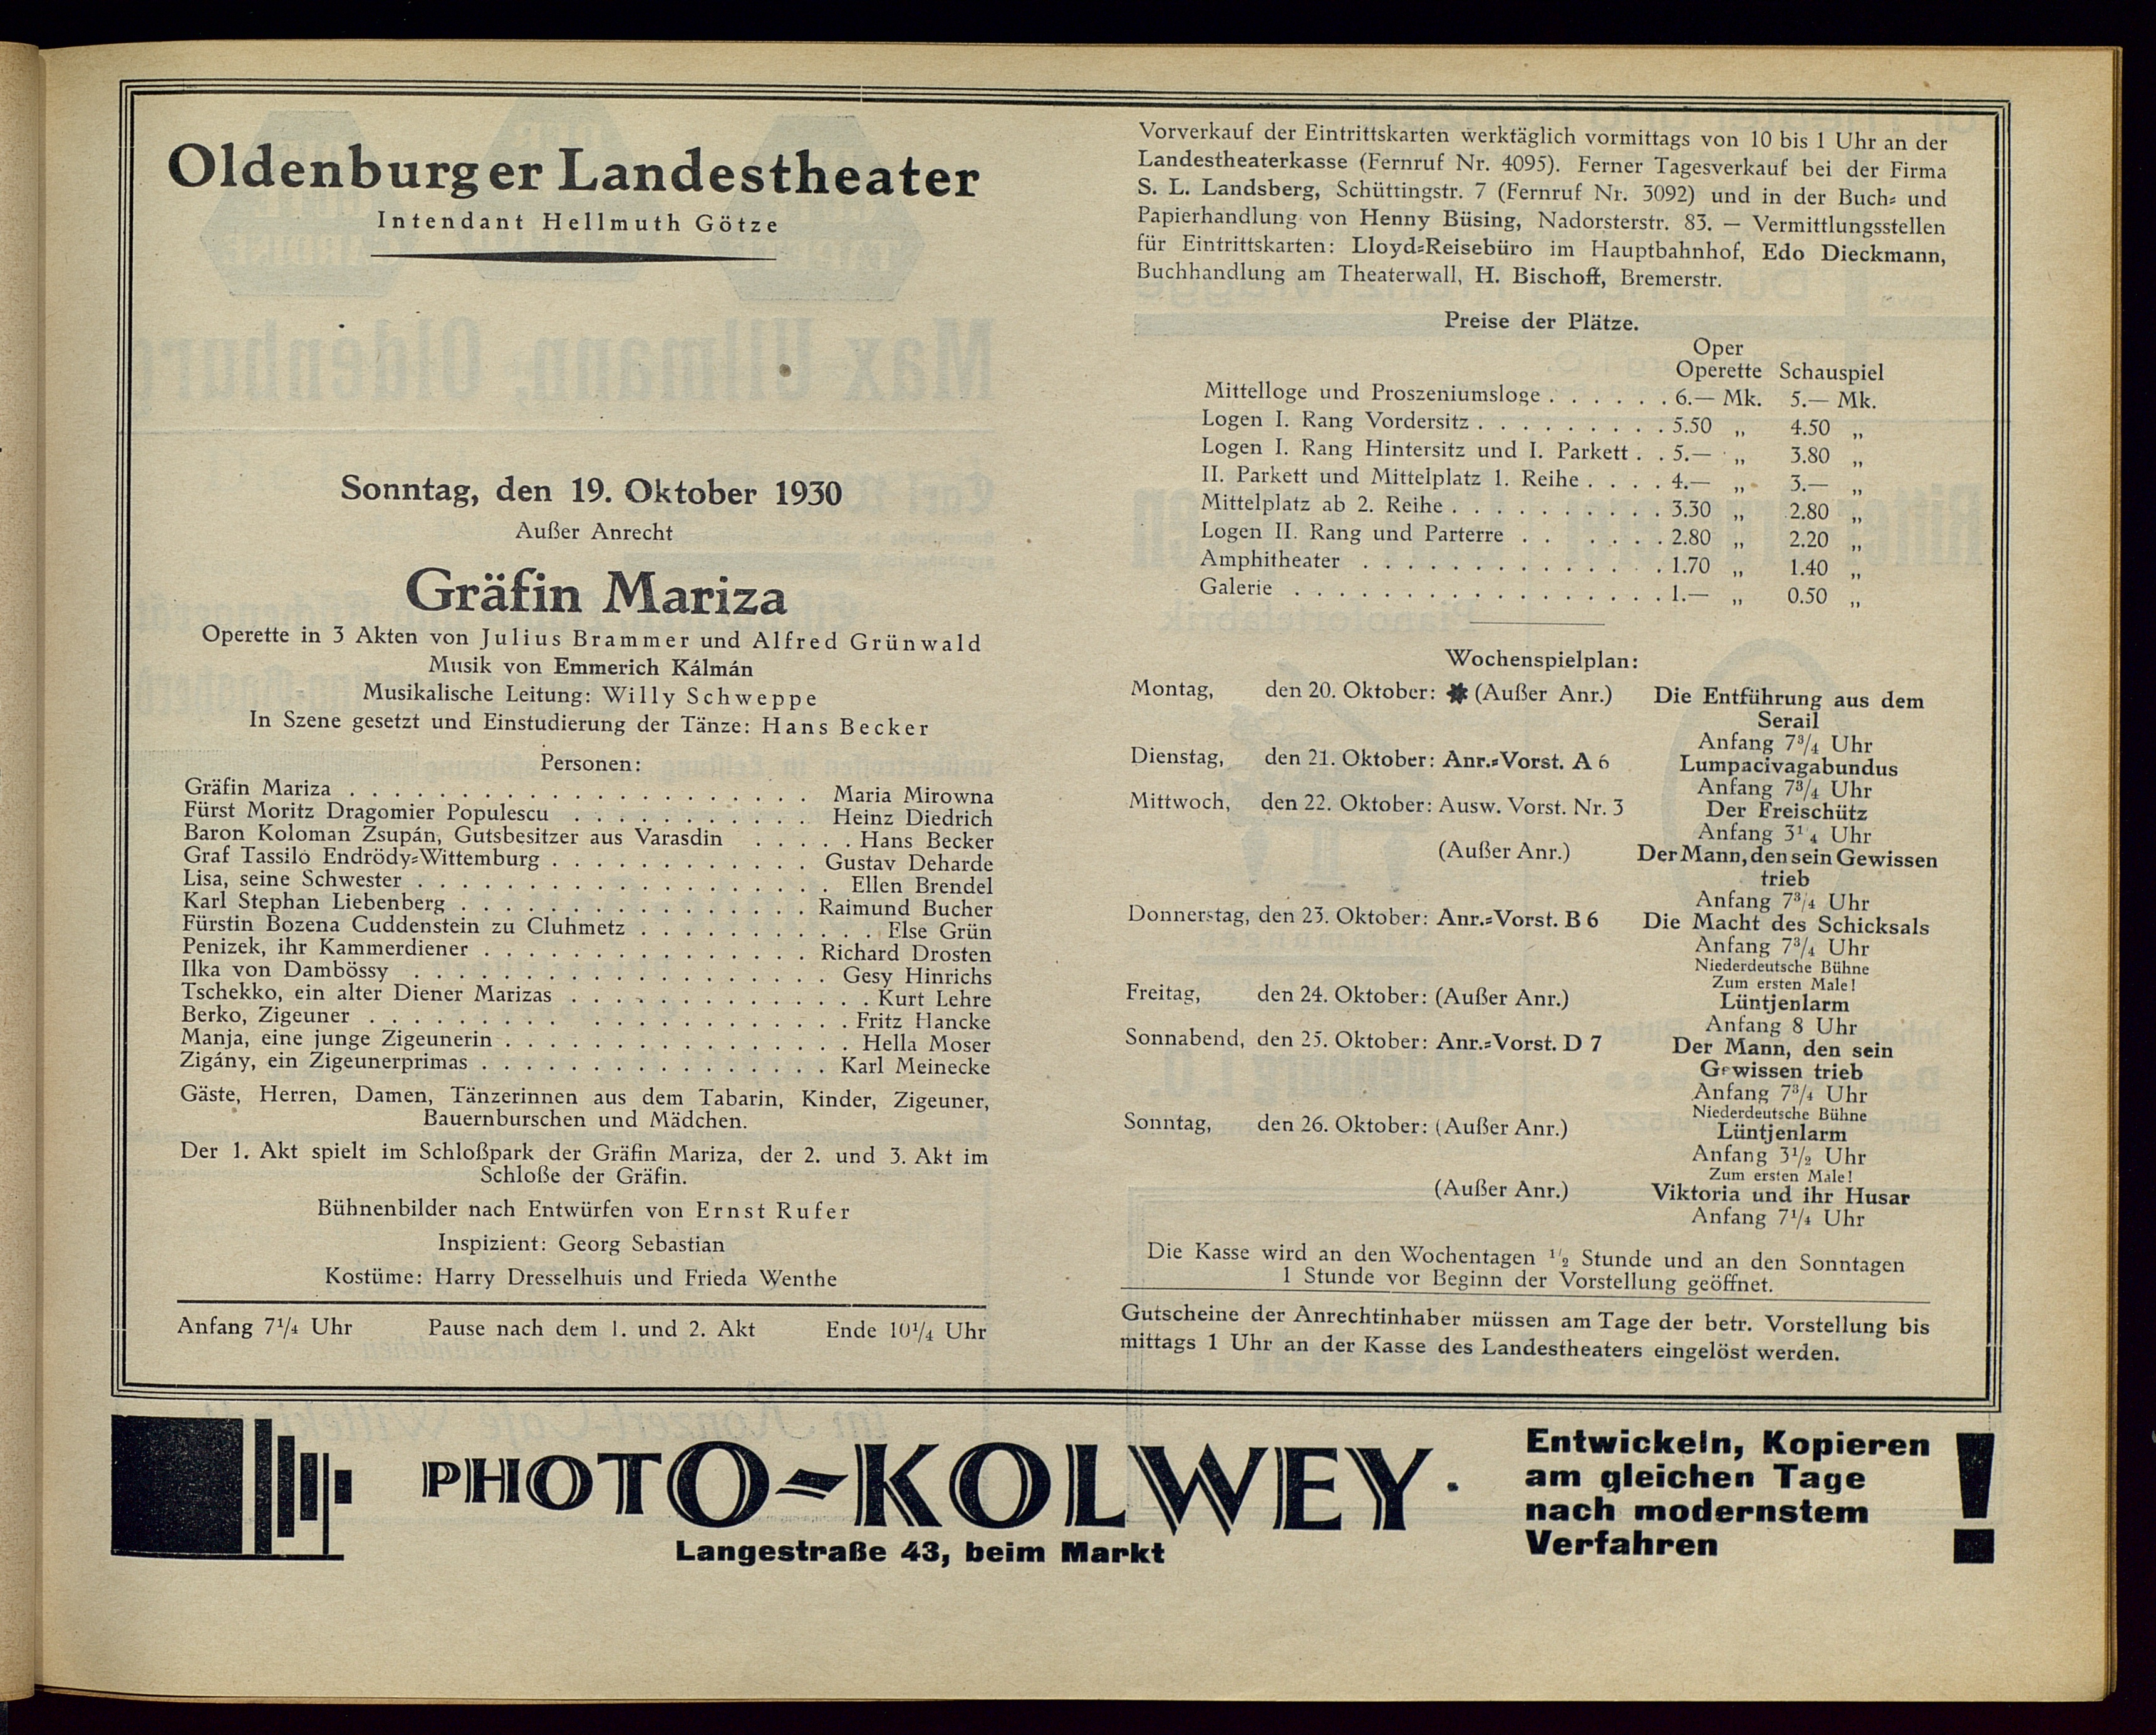 Oldenburger Landestheater
Intendant Hellmuth Götze
Sonntag, den 19. Oktober 1930
Außer Anrecht
Gräfin Mariza
Operette in 3 Akten von Julius Brammer und Alfred Grünwald
Musik von Emmerich Kálmán
Musikalische Leitung: Willy Schweppe
In Szene gesetzt und Einstudierung der Tänze: Hans Becker
Personen:
Gräfin Mariza . . . . . Maria Mirowna
Fürst Moritz Dragomier Populescu . . . . . Heinz Diedrich
Baron Koloman Zsupán, Gutsbesitzer aus Varasdin . . . . . Hans Becker
Graf Tassilo Endrödy=Wittemburg . . . . . Gustav Deharde
Lisa, seine Schwester . . . . . Ellen Brendel
Karl Stephan Liebenberg . . . . . Raimund Bucher
Fürstin Bozena Cuddenstein zu Cluhmetz . . . . . Else Grün
Penizek, ihr Kammerdiener . . . . . Richard Drosten
Ilka von Dambössy . . . . . Gesy Hinrichs
Tschekko, ein alter Diener Marizas . . . . . Kurt Lehre
Berko, Zigeuner . . . . . Fritz Hancke
Manja, eine junge Zigeunerin . . . . . Hella Moser
Zigány, ein Zigeunerprimas . . . . . Karl Meinecke
Gäste, Herren, Damen, Tänzerinnen aus dem Tabarin, Kinder, Zigeuner,
Bauernburschen und Mädchen.
Der 1. Akt spielt im Schloßpark der Gräfin Mariza, der 2. und 3. Akt im
Schloße der Gräfin.
Bühnenbilder nach Entwürfen von Ernst Rufer
Inspizient: Georg Sebastian
Kostüme: Harry Dresselhuis und Frieda Wenthe
Anfang 7¼ Uhr Pause nach dem 1. und 2. Akt Ende 10¼ Uhr
Vorverkauf der Eintrittskarten werktäglich vormittags von 10 bis 1 Uhr an der
Landestheaterkasse (Fernruf Nr. 4095). Ferner Tagesverkauf bei der Firma
S. L. Landsberg, Schüttingstr. 7 (Fernruf Nr. 3092) und in der Buch= und
Papierhandlung von Henny Büsing, Nadorsterstr. 83. — Vermittlungsstellen
für Eintrittskarten: Lloyd=Reisebüro im Hauptbahnhof, Edo Dieckmann,
Buchhandlung am Theaterwall, H. Bischoff, Bremerstr.
Preise der Plätze.
Oper
Operette Schauspiel
Mittelloge und Proszeniumsloge . . . . . . 6.— Mk. 5.— Mk.
Logen I. Rang Vordersitz . . . . . . . . . 5.50 „ 4.50 „
Logen I. Rang Hintersitz und I. Parkett . . 5.— „ 3.80 „
II. Parkett und Mittelplatz 1. Reihe . . . . 4.— „ 3.— „
Mittelplatz ab 2. Reihe . . . . . . . . . . 3.30 „ 2.80 „
Logen II. Rang und Parterre . . . . . . . 2.80 „ 2.20 „
Amphitheater . . . . . . . . . . . . . . 1.70 „ 1.40 „
Galerie . . . . . . . . . . . . . . . . . 1.— „ 0.50 „
Wochenspielplan:
Montag, den 20. Oktober: ✱ (Außer Anr.) Die Entführung aus dem
Serail
Anfang 7¾ Uhr
Dienstag, den 21. Oktober: Anr.=Vorst. A 6 Lumpacivagabundus
Anfang 7¾ Uhr
Mittwoch, den 22. Oktober: Ausw. Vorst. Nr. 3 Der Freischütz
Anfang 3¼ Uhr
(Außer Anr.) Der Mann, den sein Gewissen
trieb
Anfang 7¾ Uhr
Donnerstag, den 23. Oktober: Anr.=Vorst. B 6 Die Macht des Schicksals
Anfang 7¾ Uhr
Niederdeutsche Bühne
Zum ersten Male!
Freitag, den 24. Oktober: (Außer Anr.) Lüntjenlarm
Anfang 8 Uhr
Sonnabend, den 25. Oktober: Anr.=Vorst. D 7 Der Mann, den sein
Gewissen trieb
Anfang 7¾ Uhr
Niederdeutsche Bühne
Sonntag, den 26. Oktober: (Außer Anr.) Lüntjenlarm
Anfang 3½ Uhr
Zum ersten Male!
(Außer Anr.) Viktoria und ihr Husar
Anfang 7¼ Uhr
Die Kasse wird an den Wochentagen ½ Stunde und an den Sonntagen
1 Stunde vor Beginn der Vorstellung geöffnet.
Gutscheine der Anrechtinhaber müssen am Tage der betr. Vorstellung bis
mittags 1 Uhr an der Kasse des Landestheaters eingelöst werden.
PHOTO=KOLWEY.
Langestraße 43, beim Markt
Entwickeln, Kopieren
am gleichen Tage
nach modernstem
Verfahren
!